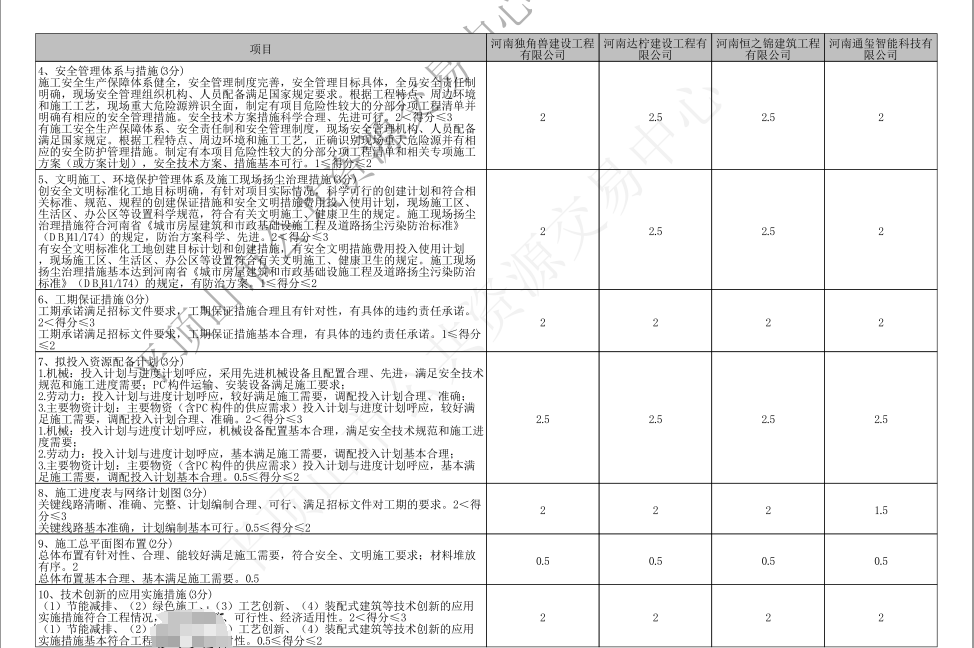 项目
河南独角兽建设工程有限公司
河南达柠建设工程有限公司
河南恒之锦建筑工程有限公司
河南通玺智能科技有限公司
4、安全管理体系与措施(3分)
施工安全生产保障体系健全，安全管理制度完善，安全管理目标具体，全员安全责任制
明确，现场安全管理组织机构、人员配备满足国家规定要求。根据工程特点、周边环境
和施工工艺，现场重大危险源辨识全面，制定有项目危险性较大的分部分项工程清单并
明确有相应的安全管理措施。安全技术方案措施科学合理、先进可行。2<得分≤3
有施工安全生产保障体系、安全责任制和安全管理制度，现场安全管理机构、人员配备
满足国家规定。根据工程特点、周边环境和施工工艺，正确识别现场重大危险源并有相
应的安全防护管理措施。制定有本项目危险性较大的分部分项工程清单和相关专项施工
方案（或方案计划），安全技术方案、措施基本可行。1≤得分≤2
2
2.5
2.5
2
5、文明施工、环境保护管理体系及施工现场扬尘治理措施(3分)
创安全文明标准化工地目标明确，有针对项目实际情况，科学可行的创建计划和符合相
关标准、规范、规程的创建保障措施和安全文明措施费用投入使用计划，现场施工区、
生活区、办公区等设置科学规范，符合有关文明施工、健康卫生的规定。施工现场扬尘
治理措施符合河南省《城市房屋建筑和市政基础设施工程及道路扬尘污染防治标准》
（DBJ41/174）的规定，防治方案科学、先进。2<得分≤3
有安全文明标准化工地创建目标计划和创建措施，有安全文明措施费用投入使用计划
，现场施工区、生活区、办公区等设置符合有关文明施工、健康卫生的规定。施工现场
扬尘治理措施基本达到河南省《城市房屋建筑和市政基础设施工程及道路扬尘污染防治
标准》（DBJ41/174）的规定，有防治方案。1≤得分≤2
2
2.5
2.5
2
6、工期保证措施(3分)
工期承诺满足招标文件要求，工期保证措施合理且有针对性，有具体的违约责任承诺。
2<得分≤3
工期承诺满足招标文件要求，工期保证措施基本合理，有具体的违约责任承诺。1≤得分
≤2
2
2
2
2
7、拟投入资源配备计划(3分)
1.机械：投入计划与进度计划呼应，采用先进机械设备且配置合理、先进，满足安全技术
规范和施工进度需要；PC构件运输、安装设备满足施工要求；
2.劳动力：投入计划与进度计划呼应，较好满足施工需要，调配投入计划合理、准确；
3.主要物资计划：主要物资（含PC构件的供应需求）投入计划与进度计划呼应，较好满
足施工需要，调配投入计划合理、准确。2<得分≤3
1.机械：投入计划与进度计划呼应，机械设备配置基本合理，满足安全技术规范和施工进
度需要；
2.劳动力：投入计划与进度计划呼应，基本满足施工需要，调配投入计划基本合理；
3.主要物资计划：主要物资（含PC构件的供应需求）投入计划与进度计划呼应，基本满
足施工需要，调配投入计划基本合理。0.5≤得分≤2
2.5
2.5
2.5
2.5
8、施工进度表与网络计划图(3分)
关键线路清晰、准确、完整、计划编制合理、可行、满足招标文件对工期的要求。2<得
分≤3
关键线路基本准确，计划编制基本可行。0.5≤得分≤2
2
2
2
1.5
9、施工总平面图布置(2分)
总体布置有针对性、合理、能较好满足施工需要，符合安全、文明施工要求；材料堆放
有序。2
总体布置基本合理、基本满足施工需要。0.5
0.5
0.5
0.5
0.5
10、技术创新的应用实施措施(3分)
（1）节能减排、（2）绿色施工、（3）工艺创新、（4）装配式建筑等技术创新的应用
实施措施符合工程情况，、可行性、经济适用性。2<得分≤3
（1）节能减排、（2））工艺创新、（4）装配式建筑等技术创新的应用
实施措施基本符合工程对性。0.5≤得分≤2
2
2
2
2
平顶山公共资源交易中心
平顶山公共资源交易中心